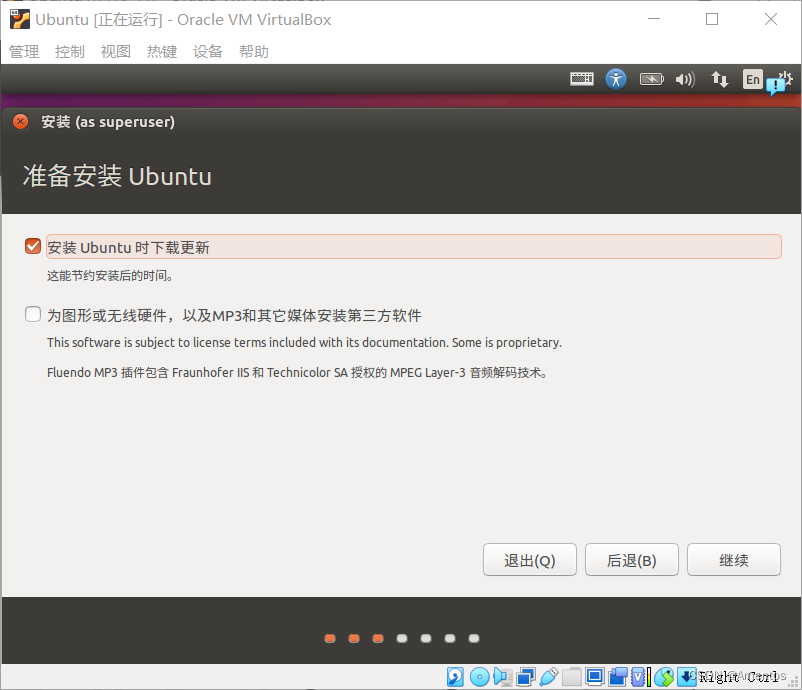 Ubuntu [正在运行] - Oracle VM VirtualBox
管理 控制 视图 热键 设备 帮助
En
安装 (as superuser)
准备安装 Ubuntu
安装 Ubuntu 时下载更新
这能节约安装后的时间。
为图形或无线硬件，以及MP3和其它媒体安装第三方软件
This software is subject to license terms included with its documentation. Some is proprietary.
Fluendo MP3 插件包含 Fraunhofer IIS 和 Technicolor SA 授权的 MPEG Layer-3 音频解码技术。
退出(Q) 后退(B) 继续
Right Ctrl